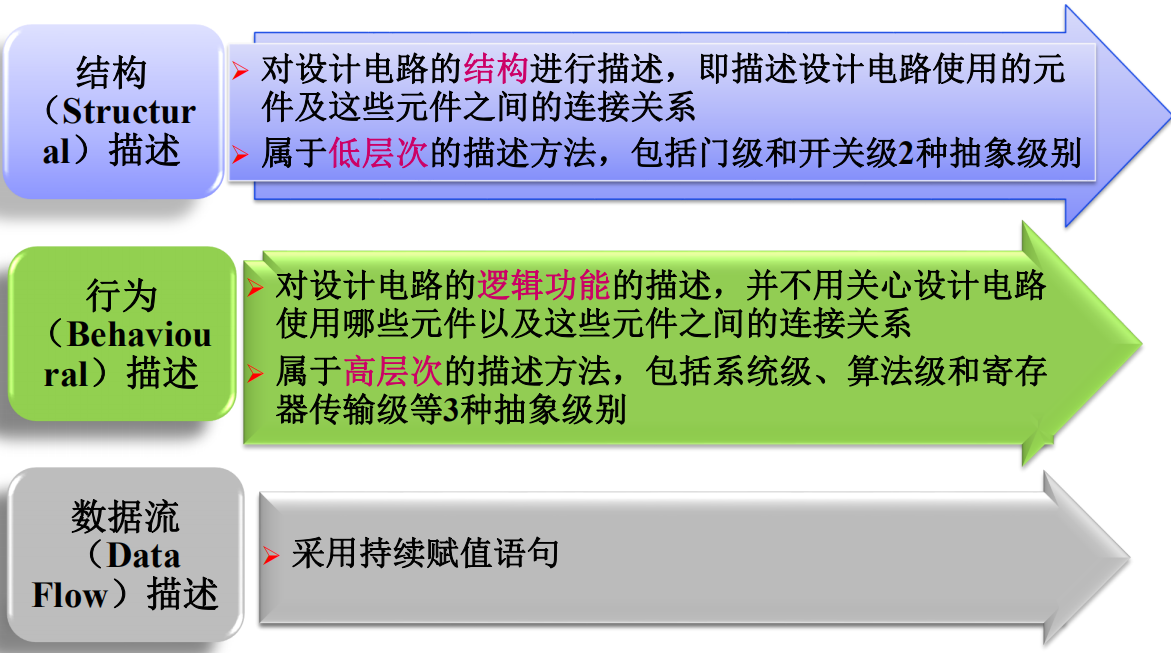 结构
（Structur
al）描述
对设计电路的结构进行描述，即描述设计电路使用的元
件及这些元件之间的连接关系
属于低层次的描述方法，包括门级和开关级2种抽象级别
行为
（Behaviou
ral）描述
对设计电路的逻辑功能的描述，并不用关心设计电路
使用哪些元件以及这些元件之间的连接关系
属于高层次的描述方法，包括系统级、算法级和寄存
器传输级等3种抽象级别
数据流
（Data
Flow）描述
采用持续赋值语句